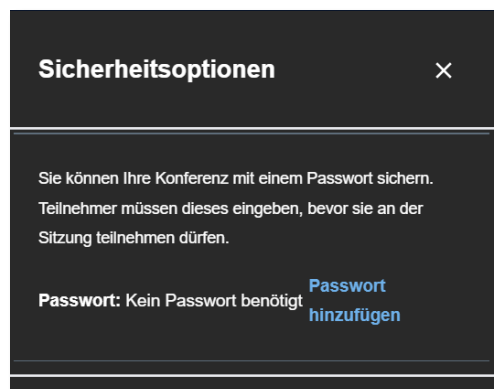 Sicherheitsoptionen
Sie können Ihre Konferenz mit einem Passwort sichern.
Teilnehmer müssen dieses eingeben, bevor sie an der
Sitzung teilnehmen dürfen.
Passwort: Kein Passwort benötigt Passwort
hinzufügen